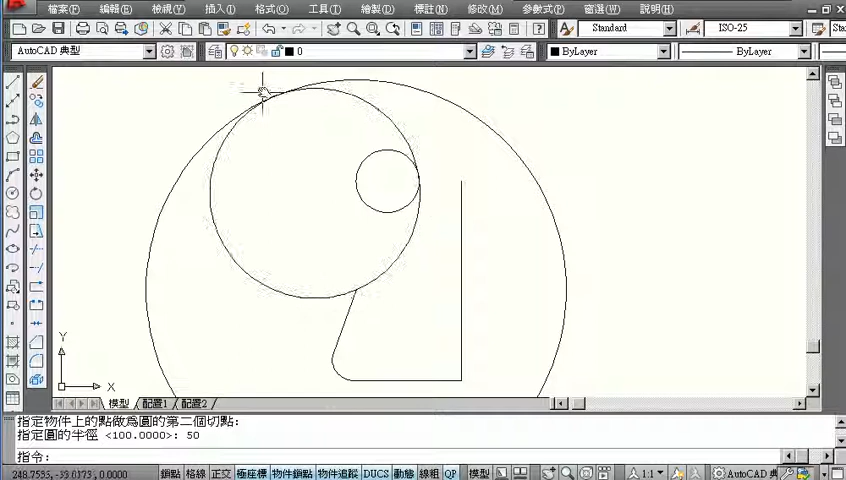 檔案(F) 編輯(E) 檢視(V) 插入(I) 格式(O) 工具(T) 繪製(D) 標註(N) 修改(M) 參數式(P) 窗選(W) 說明(H)
Standard ISO-25
AutoCAD 典型 0 ByLayer ByLayer
Y
X
模型 配置1 配置2
指定物件上的點做為圓的第二個切點:
指定圓的半徑 <100.0000>: 50
指令:
248.7535, -33.0373, 0.0000 鎖點 格線 正交 極座標 物件鎖點 物件追蹤 DUCS 動態 線粗 QP 模型 1:1 AutoCAD 典